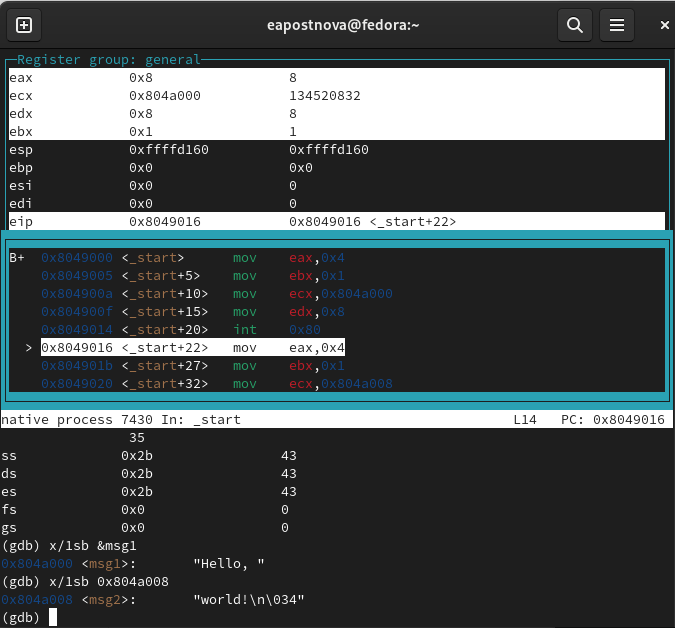 eapostnova@fedora:~
Register group: general
eax 0x8 8
ecx 0x804a000 134520832
edx 0x8 8
ebx 0x1 1
esp 0xffffd160 0xffffd160
ebp 0x0 0x0
esi 0x0 0
edi 0x0 0
eip 0x8049016 0x8049016 <_start+22>
B+ 0x8049000 <_start> mov eax,0x4
0x8049005 <_start+5> mov ebx,0x1
0x804900a <_start+10> mov ecx,0x804a000
0x804900f <_start+15> mov edx,0x8
0x8049014 <_start+20> int 0x80
> 0x8049016 <_start+22> mov eax,0x4
0x804901b <_start+27> mov ebx,0x1
0x8049020 <_start+32> mov ecx,0x804a008
native process 7430 In: _start L14 PC: 0x8049016
35
ss 0x2b 43
ds 0x2b 43
es 0x2b 43
fs 0x0 0
gs 0x0 0
(gdb) x/1sb &msg1
0x804a000 <msg1>: "Hello, "
(gdb) x/1sb 0x804a008
0x804a008 <msg2>: "world!\n\034"
(gdb)